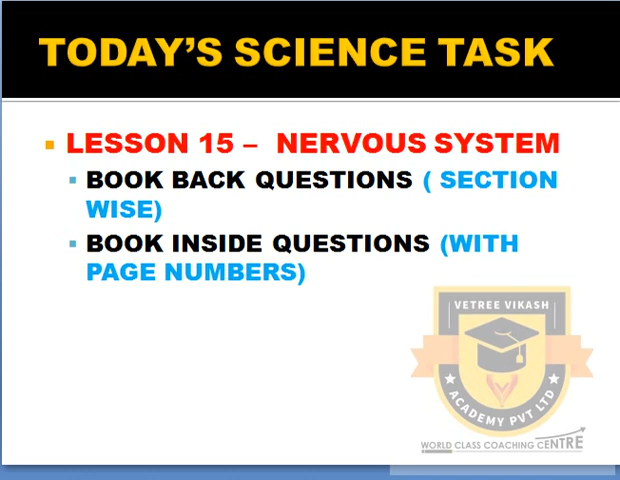 TODAY'S SCIENCE TASK
LESSON 15 – NERVOUS SYSTEM
BOOK BACK QUESTIONS ( SECTION
WISE)
BOOK INSIDE QUESTIONS (WITH
PAGE NUMBERS)
VETREE VIKASH
ACADEMY PVT LTD
WORLD CLASS COACHING CENTRE